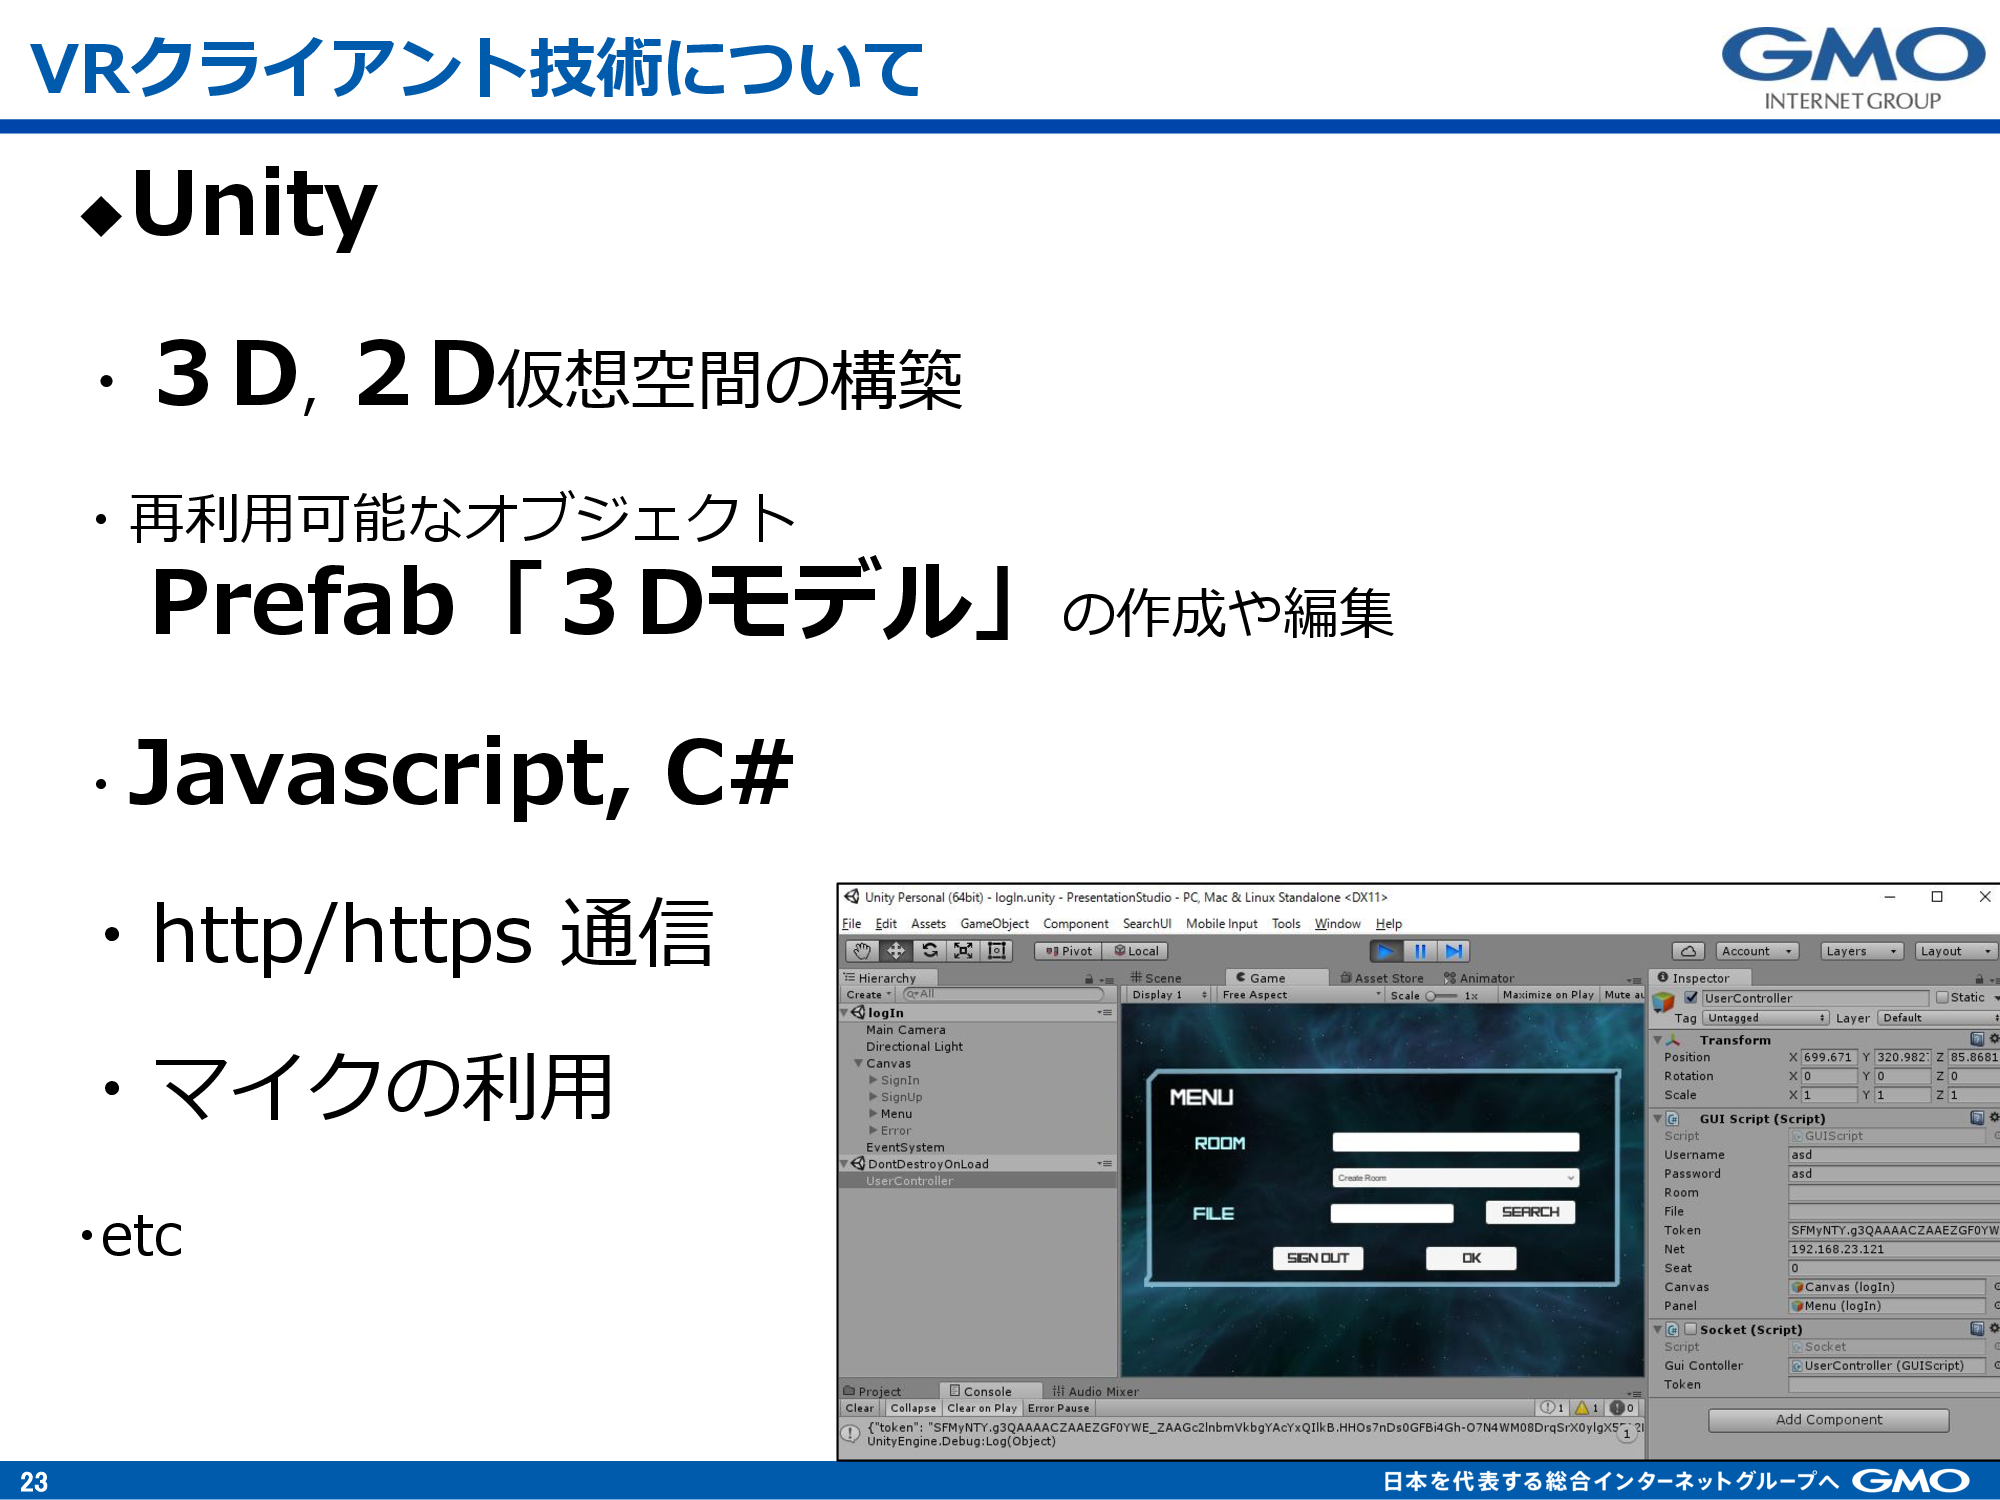 VRクライアント技術について
GMO
INTERNET GROUP
◆Unity
・３D, ２D仮想空間の構築
・再利用可能なオブジェクト
Prefab「３Dモデル」の作成や編集
・Javascript, C#
・http/https 通信
・マイクの利用
・etc
Unity Personal (64bit) - logIn.unity - PresentationStudio - PC, Mac & Linux Standalone <DX11>
File Edit Assets GameObject Component SearchUI Mobile Input Tools Window Help
Pivot Local Account Layers Layout
Hierarchy
Create All
logIn
Main Camera
Directional Light
Canvas
SignIn
SignUp
Menu
Error
EventSystem
DontDestroyOnLoad
UserController
Scene Game Asset Store Animator
Display 1 Free Aspect Scale 1x Maximize on Play Mute au
MENU
ROOM
Create Room
FILE SEARCH
SIGN OUT OK
Inspector
UserController Static
Tag Untagged Layer Default
Transform
Position X 699.671 Y 320.982 Z 85.8681
Rotation X 0 Y 0 Z 0
Scale X 1 Y 1 Z 1
GUI Script (Script)
Script GUIScript
Username asd
Password asd
Room
File
Token SFMyNTY.g3QAAAACZAAEZGF0YW
Net 192.168.23.121
Seat 0
Canvas Canvas (logIn)
Panel Menu (logIn)
Socket (Script)
Script Socket
Gui Contoller UserController (GUIScript)
Token
Add Component
Project Console Audio Mixer
Clear Collapse Clear on Play Error Pause 1 1 0
{"token": "SFMyNTY.g3QAAAACZAAEZGF0YWE_ZAAGc2lnbmVkbgYAcYxQIlkB.HHOs7nDs0GFBi4Gh-O7N4WM08DrqSrX0ylgX5
UnityEngine.Debug:Log(Object) 1
23
日本を代表する総合インターネットグループへ GMO